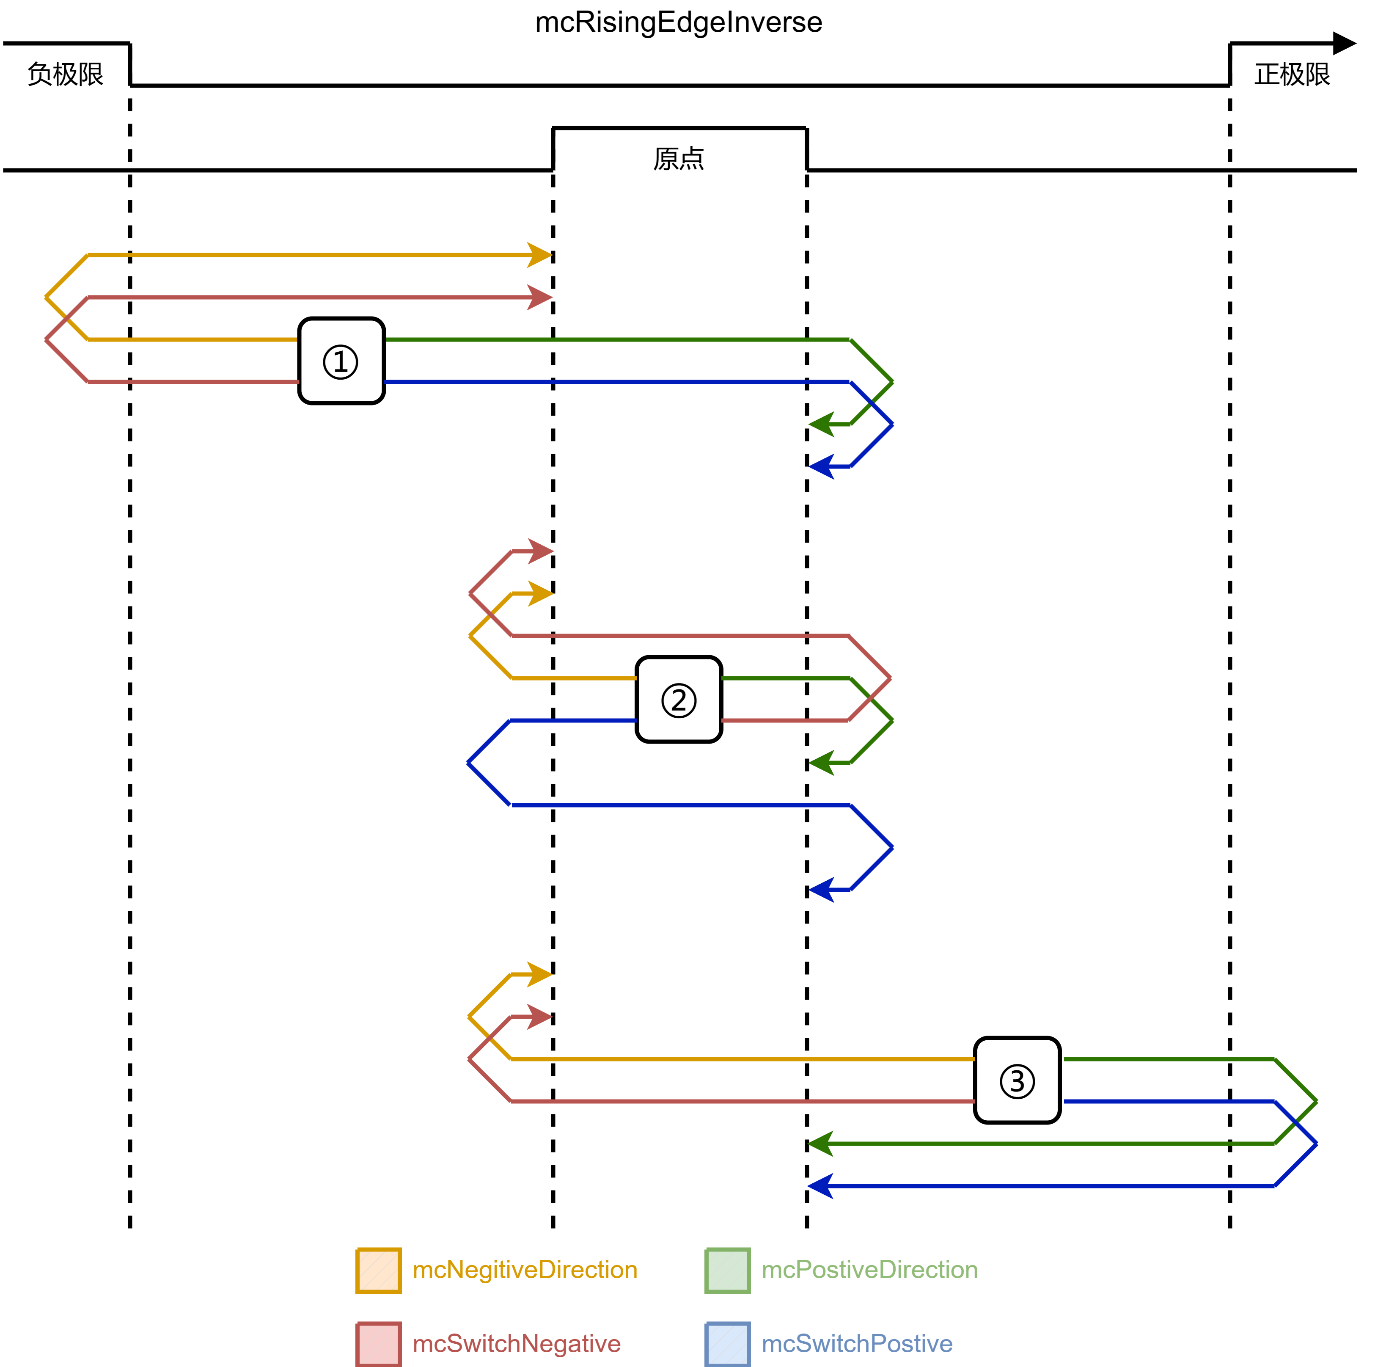 mcRisingEdgeInverse
负极限
正极限
原点
①
②
③
mcNegitiveDirection
mcPostiveDirection
mcSwitchNegative
mcSwitchPostive